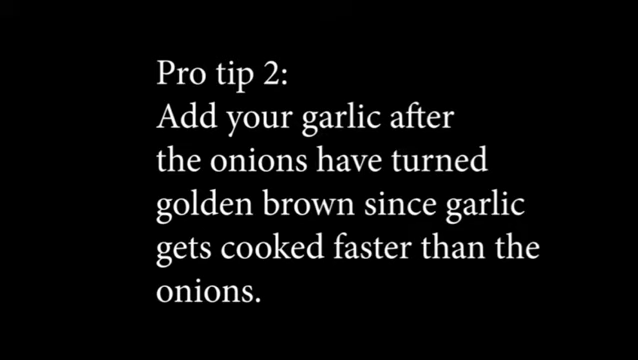 Pro tip 2:
Add your garlic after
the onions have turned
golden brown since garlic
gets cooked faster than the
onions.